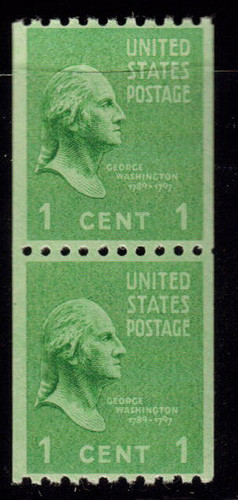 UNITED
STATES
POSTAGE
GEORGE
WASHINGTON
1789-1797
1 CENT 1
UNITED
STATES
POSTAGE
GEORGE
WASHINGTON
1789-1797
1 CENT 1